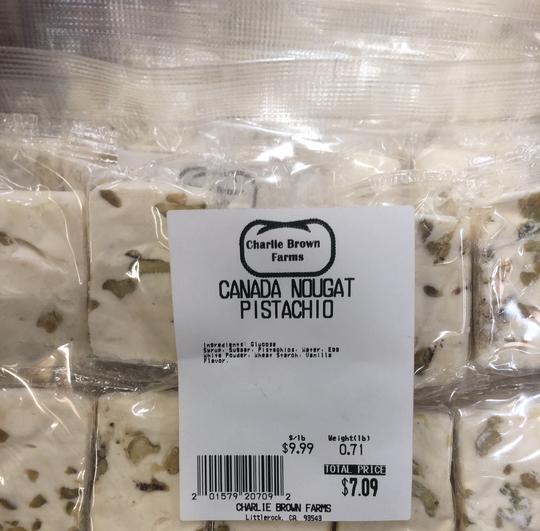 Charlie Brown
Farms
CANADA NOUGAT
PISTACHIO
Ingredients: Glucose
Syrup, Sugar, Pistachios, Water, Egg
White Powder, Wheat Starch, Vanilla
Flavor.
$/lb Weight(lb)
$9.99 0.71
TOTAL PRICE
$7.09
2 01579 20709 2
CHARLIE BROWN FARMS
Littlerock, CA 93543